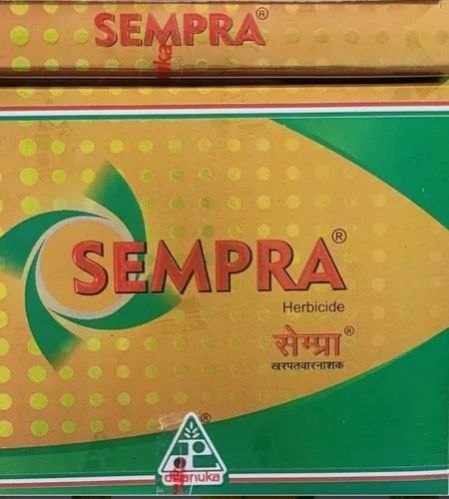 SEMPRA®
SEMPRA®
Herbicide
सेम्प्रा®
खरपतवारनाशक
®
dhanuka